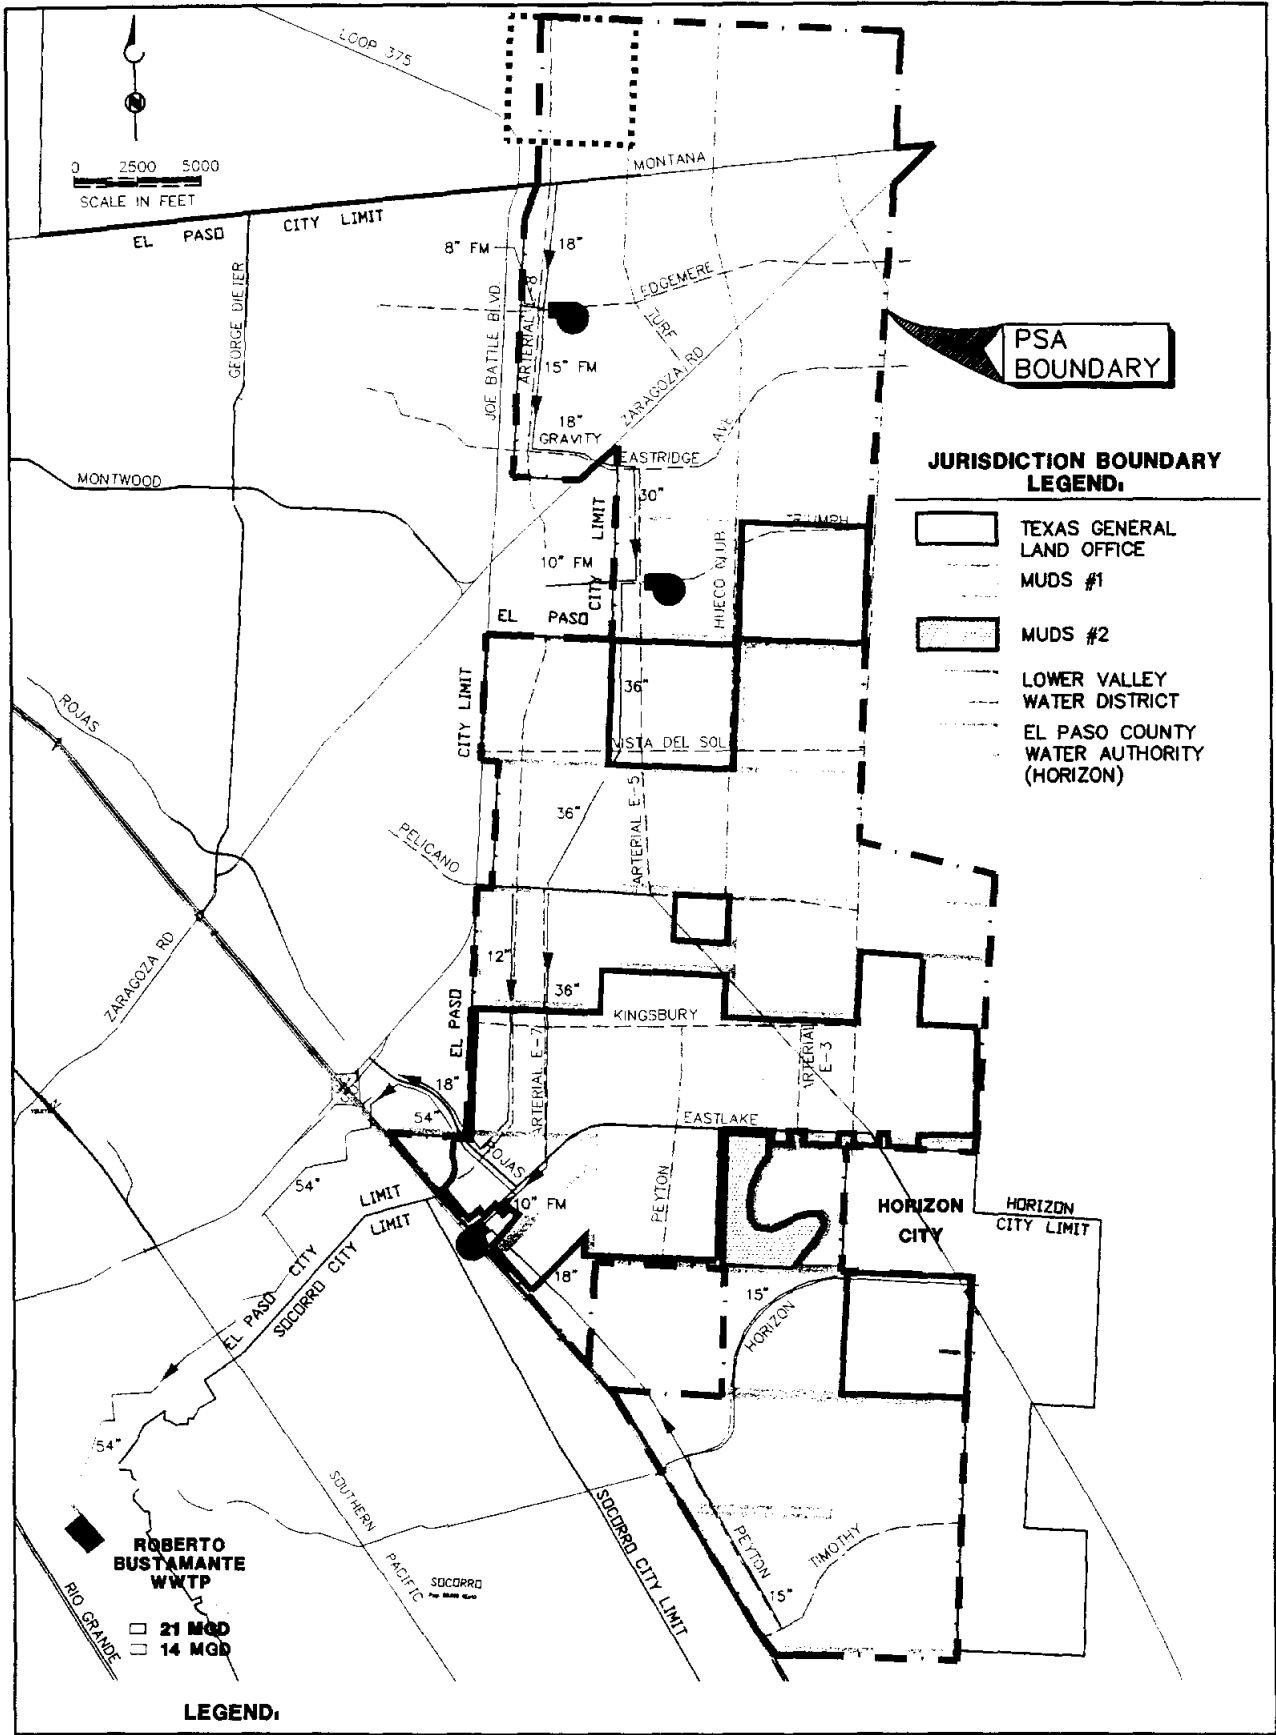 LOOP 375
N
0 2500 5000
SCALE IN FEET
MONTANA
EL PASO CITY LIMIT
8" FM
18"
GEORGE DIETER
JOE BATTLE BLVD.
EDGEMERE
TURF
ZARAGOZA RD
15" FM
PSA
BOUNDARY
18"
GRAVITY
AVE
EASTRIDGE
MONTWOOD
JURISDICTION BOUNDARY
LEGEND:
30"
CITY LIMIT
TRIUMPH
TEXAS GENERAL
LAND OFFICE
10" FM
HUECO CLUB
MUDS #1
EL PASO
MUDS #2
LOWER VALLEY
WATER DISTRICT
EL PASO COUNTY
WATER AUTHORITY
(HORIZON)
CITY LIMIT
36"
ROJAS
VISTA DEL SOL
36"
ARTERIAL E-5
PELICANO
12"
36"
ZARAGOZA RD
EL PASO
KINGSBURY
ARTERIAL E-7
ARTERIAL
E-3
18"
54"
EASTLAKE
ROJAS
54"
LIMIT
LIMIT
10" FM
PEYTON
HORIZON
CITY
HORIZON
CITY LIMIT
18"
15"
HORIZON
EL PASO CITY
SOCORRO CITY
54"
SOUTHERN
PACIFIC
SOCORRO CITY LIMIT
PEYTON
TIMOTHY
15"
ROBERTO
BUSTAMANTE
WWTP
SOCORRO
RIO GRANDE
21 MGD
14 MGD
LEGEND: